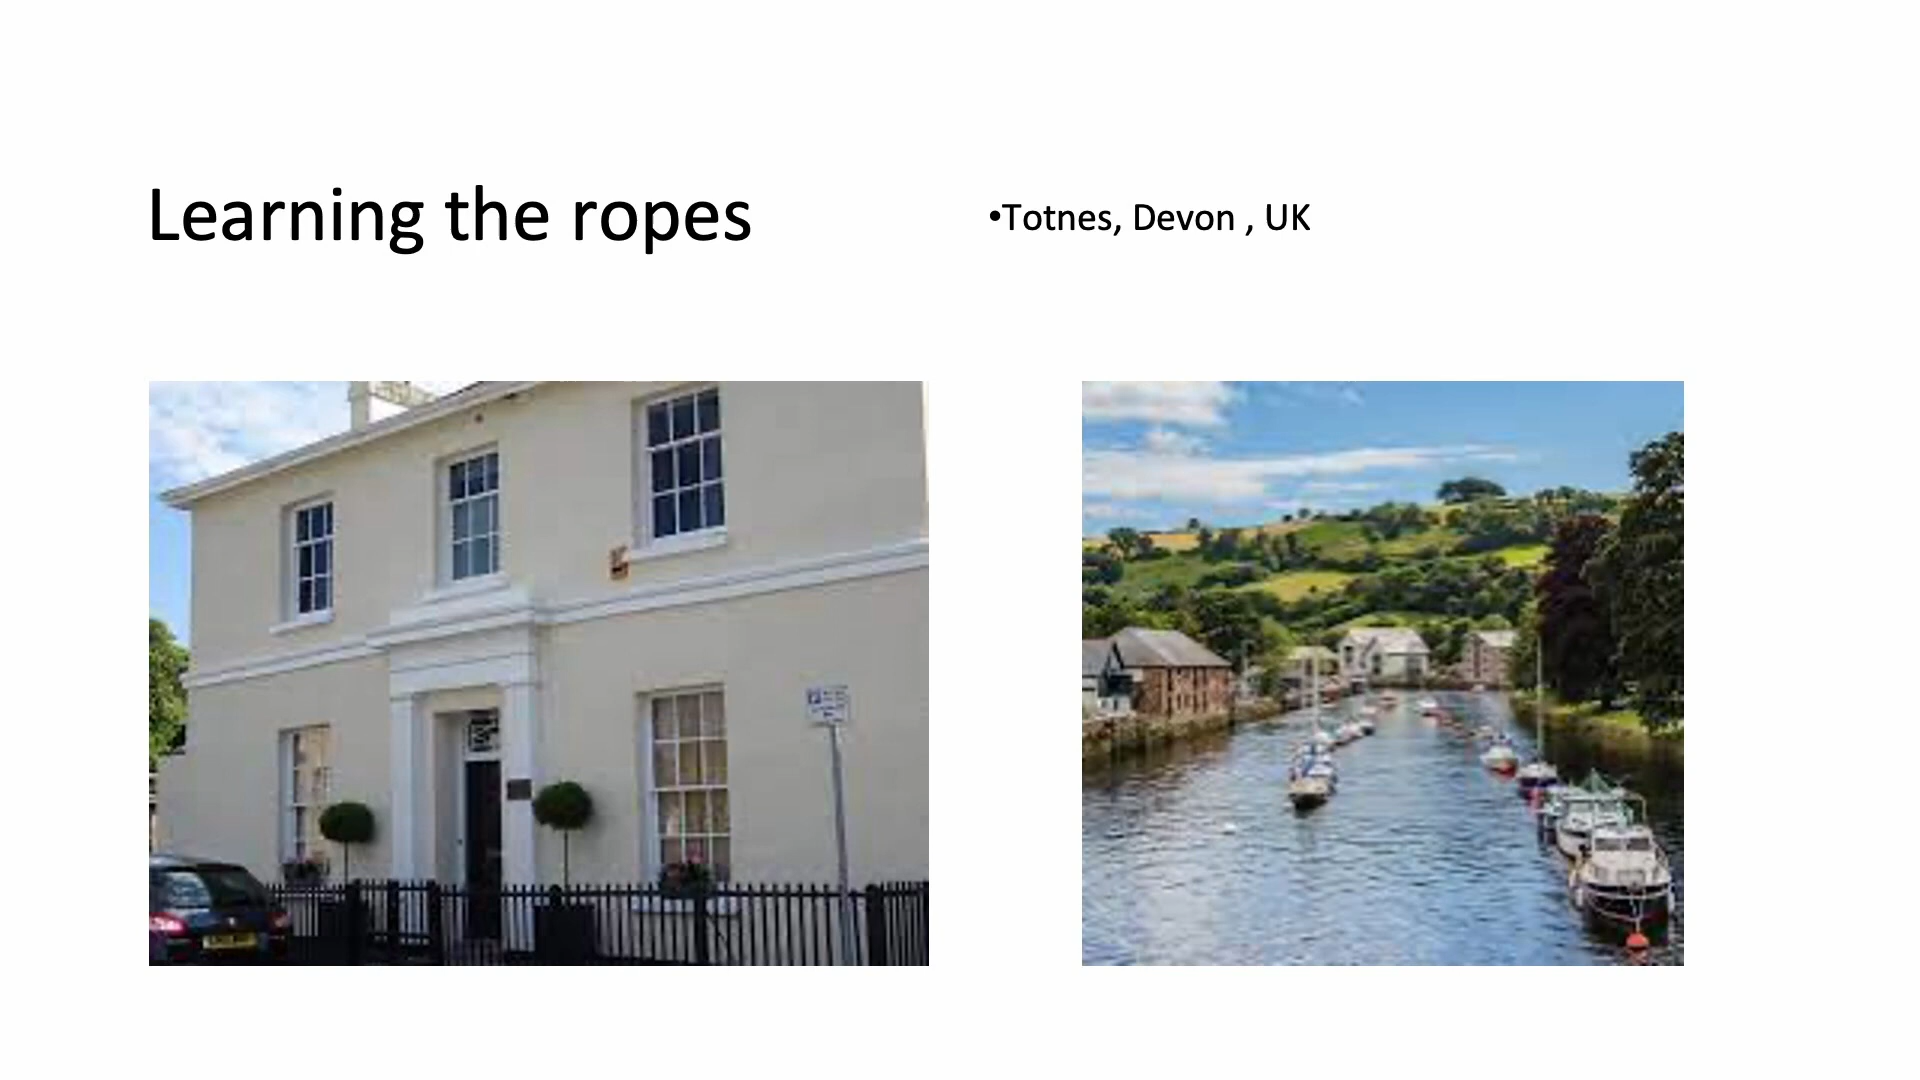 Learning the ropes
•Totnes, Devon , UK